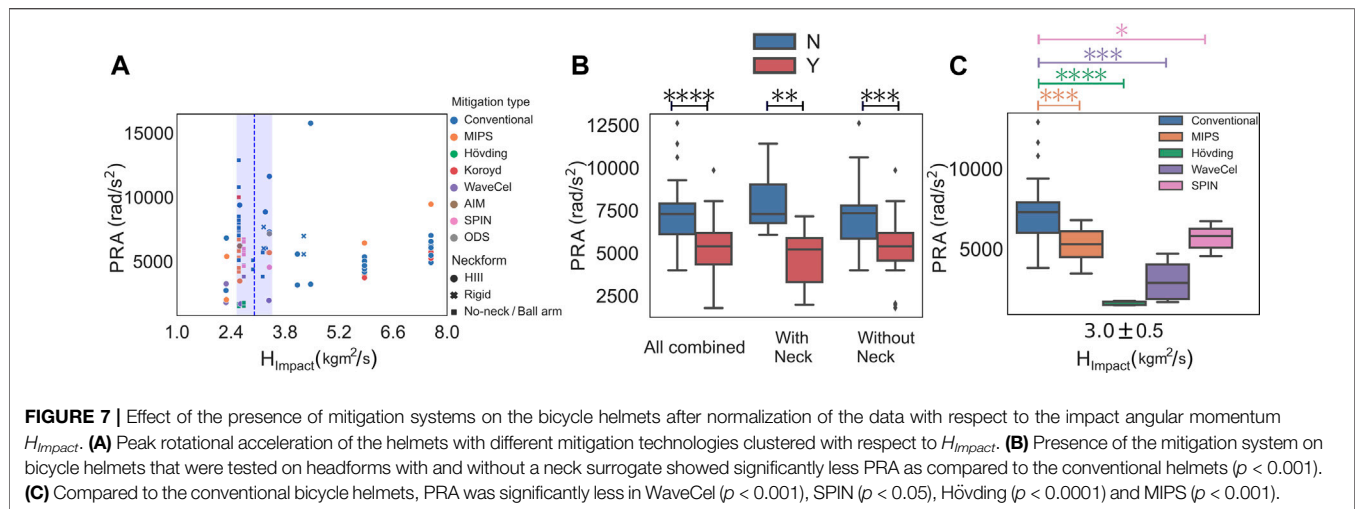 A
PRA (rad/s²)
15000
10000
5000
1.0 2.4 3.8 5.2 6.6 8.0
H_Impact(kgm²/s)
Mitigation type
Conventional
MIPS
Hövding
Koroyd
WaveCel
AIM
SPIN
ODS
Neckform
HIII
Rigid
No-neck / Ball arm
B
N
Y
**** ** ***
PRA (rad/s²)
12500
10000
7500
5000
2500
All combined
With
Neck
Without
Neck
C
*
***
****
***
PRA (rad/s²)
10000
5000
Conventional
MIPS
Hövding
WaveCel
SPIN
3.0 ± 0.5
H_Impact(kgm²/s)
FIGURE 7 | Effect of the presence of mitigation systems on the bicycle helmets after normalization of the data with respect to the impact angular momentum
H_Impact. (A) Peak rotational acceleration of the helmets with different mitigation technologies clustered with respect to H_Impact. (B) Presence of the mitigation system on
bicycle helmets that were tested on headforms with and without a neck surrogate showed significantly less PRA as compared to the conventional helmets (p < 0.001).
(C) Compared to the conventional bicycle helmets, PRA was significantly less in WaveCel (p < 0.001), SPIN (p < 0.05), Hövding (p < 0.0001) and MIPS (p < 0.001).